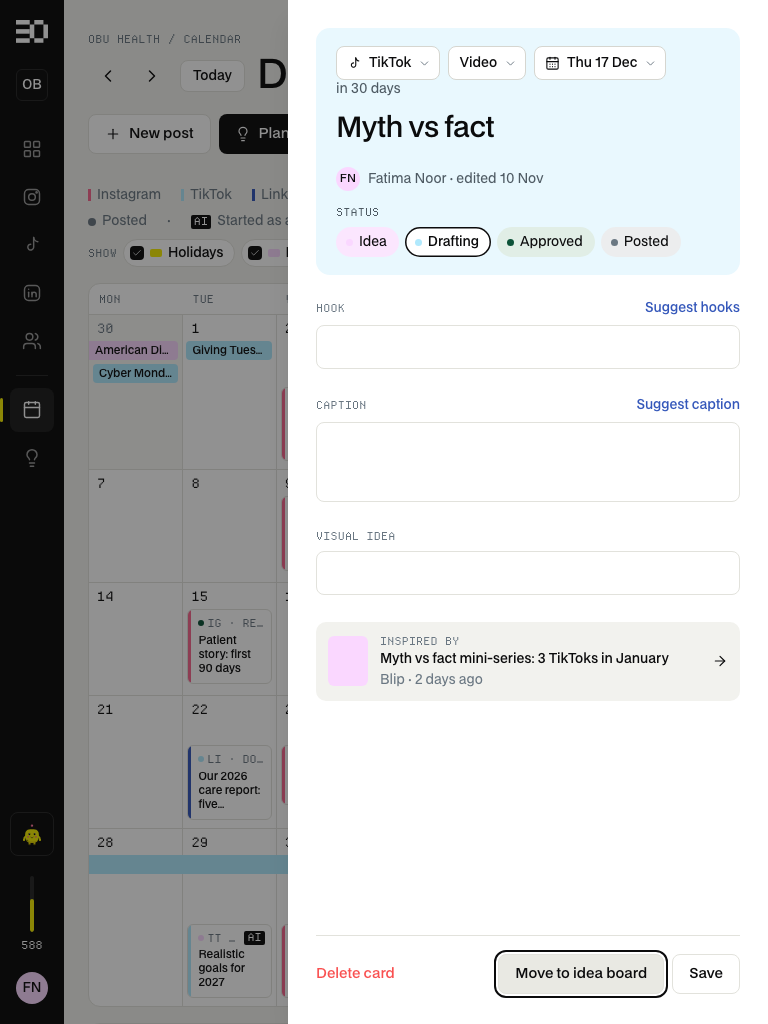 OBU HEALTH / CALENDAR
OB
Today
D
New post
Plan
Instagram
TikTok
Link
Posted
·
AI Started as a
SHOW
Holidays
MON
TUE
30
American Di…
Cyber Mond…
1
Giving Tues…
7
8
14
15
IG · RE…
Patient
story: first
90 days
21
22
LI · DO…
Our 2026
care report:
five…
28
29
TT … AI
Realistic
goals for
2027
588
FN
TikTok
Video
Thu 17 Dec
in 30 days
Myth vs fact
FN Fatima Noor · edited 10 Nov
STATUS
Idea
Drafting
Approved
Posted
HOOK
Suggest hooks
CAPTION
Suggest caption
VISUAL IDEA
INSPIRED BY
Myth vs fact mini-series: 3 TikToks in January
Blip · 2 days ago
Delete card
Move to idea board
Save